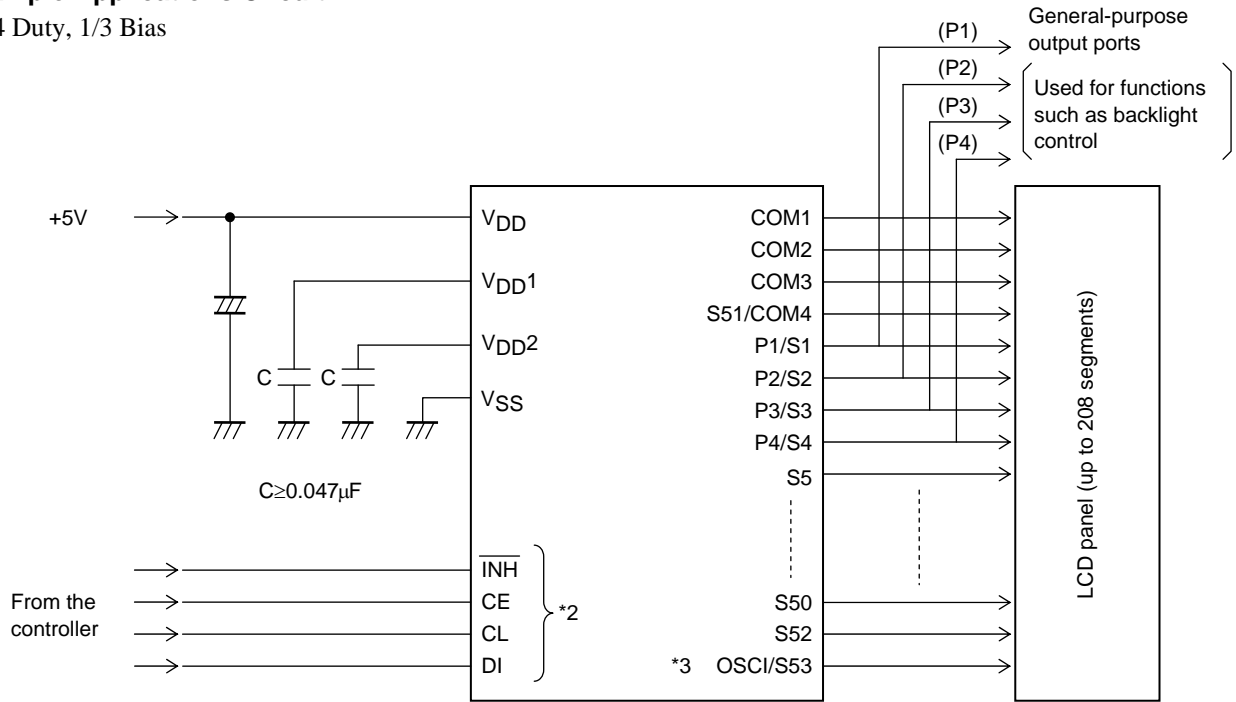 4 Duty, 1/3 Bias
General-purpose
output ports
(P1)
(P2)
(P3)
(P4)
Used for functions
such as backlight
control
+5V
VDD
VDD1
VDD2
VSS
C
C
C≥0.047μF
From the
controller
INH
CE
CL
DI
*2
COM1
COM2
COM3
S51/COM4
P1/S1
P2/S2
P3/S3
P4/S4
S5
S50
S52
*3 OSCI/S53
LCD panel (up to 208 segments)